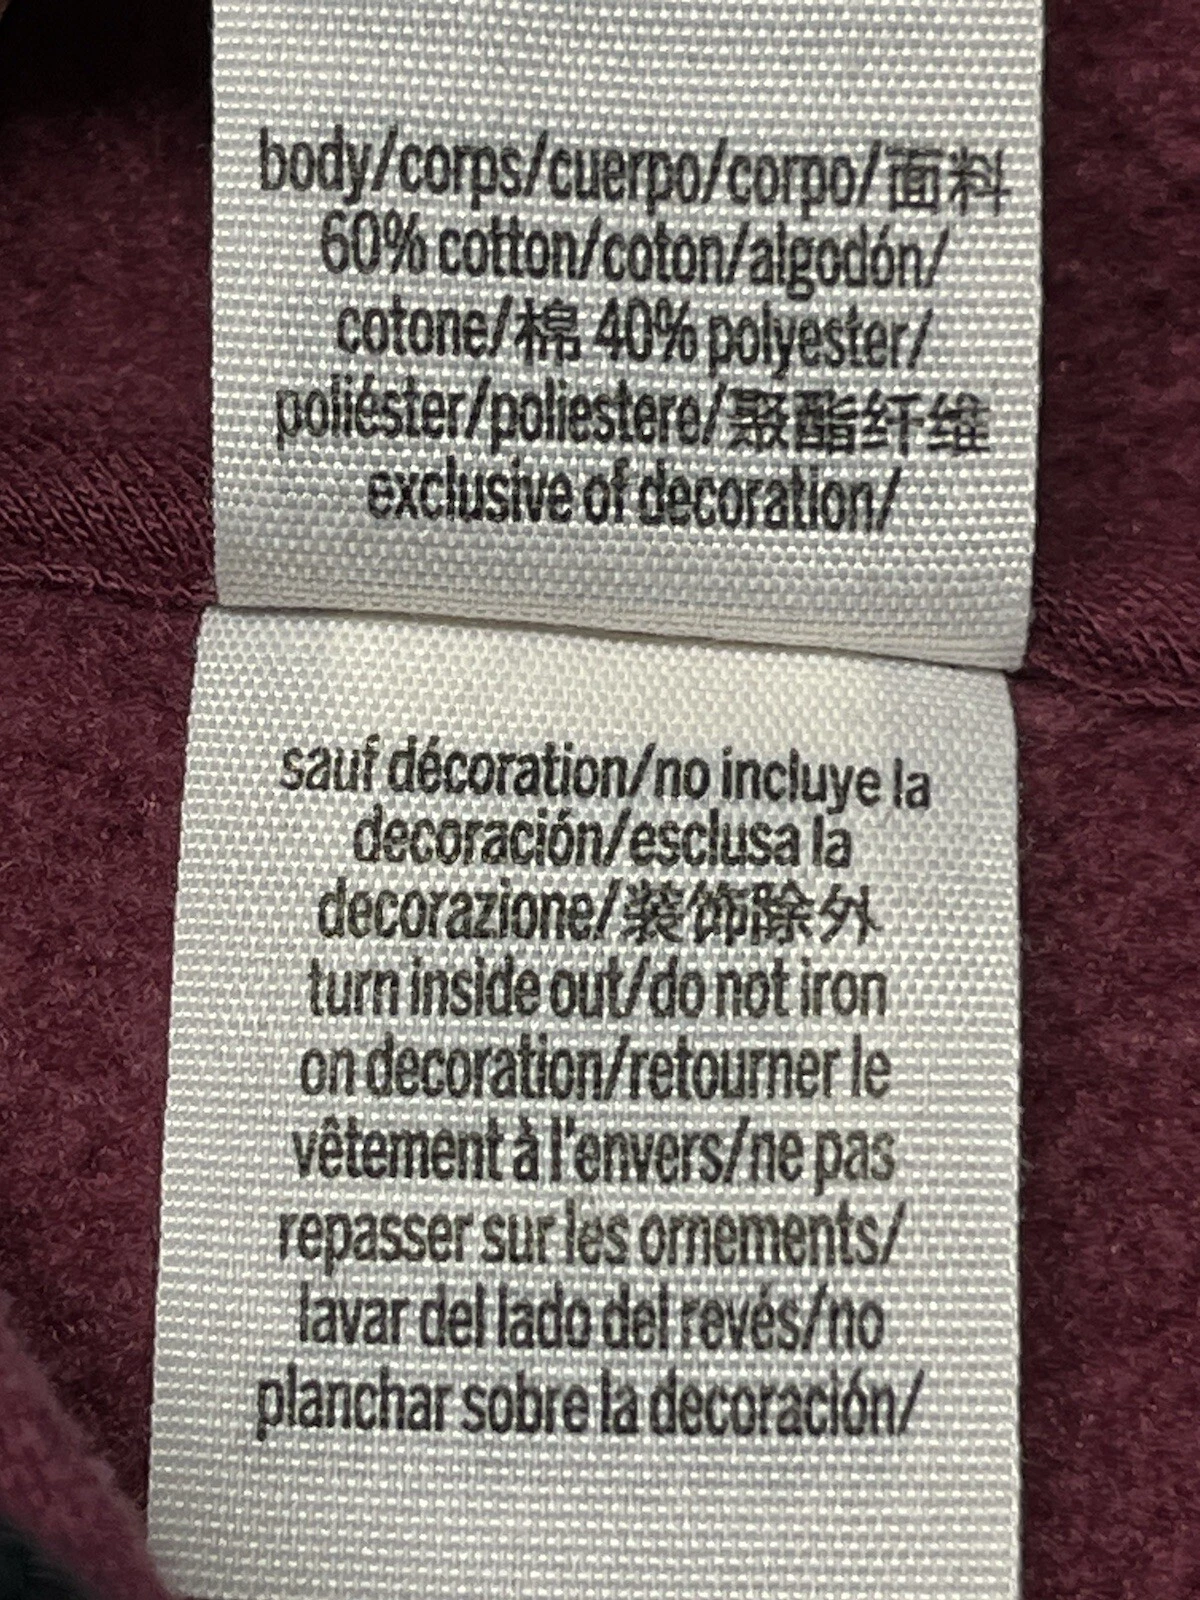 body/corps/cuerpo/corpo/面料
60% cotton/coton/algodón/
cotone/棉 40% polyester/
poliéster/poliestere/聚酯纤维
exclusive of decoration/
sauf décoration/no incluye la
decoración/esclusa la
decorazione/装饰除外
turn inside out/do not iron
on decoration/retourner le
vêtement à l'envers/ne pas
repasser sur les ornements/
lavar del lado del revés/no
planchar sobre la decoración/